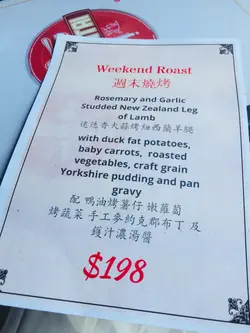 Weekend Roast
週末燒烤
Rosemary and Garlic
Studded New Zealand Leg
of Lamb
迷迭香大蒜烤紐西蘭羊腿
with duck fat potatoes,
baby carrots, roasted
vegetables, craft grain
Yorkshire pudding and pan
gravy
配 鴨油烤薯仔 嫩蘿蔔
烤蔬菜 手工麥約克郡布丁 及
鑊汁濃湯醬
$198